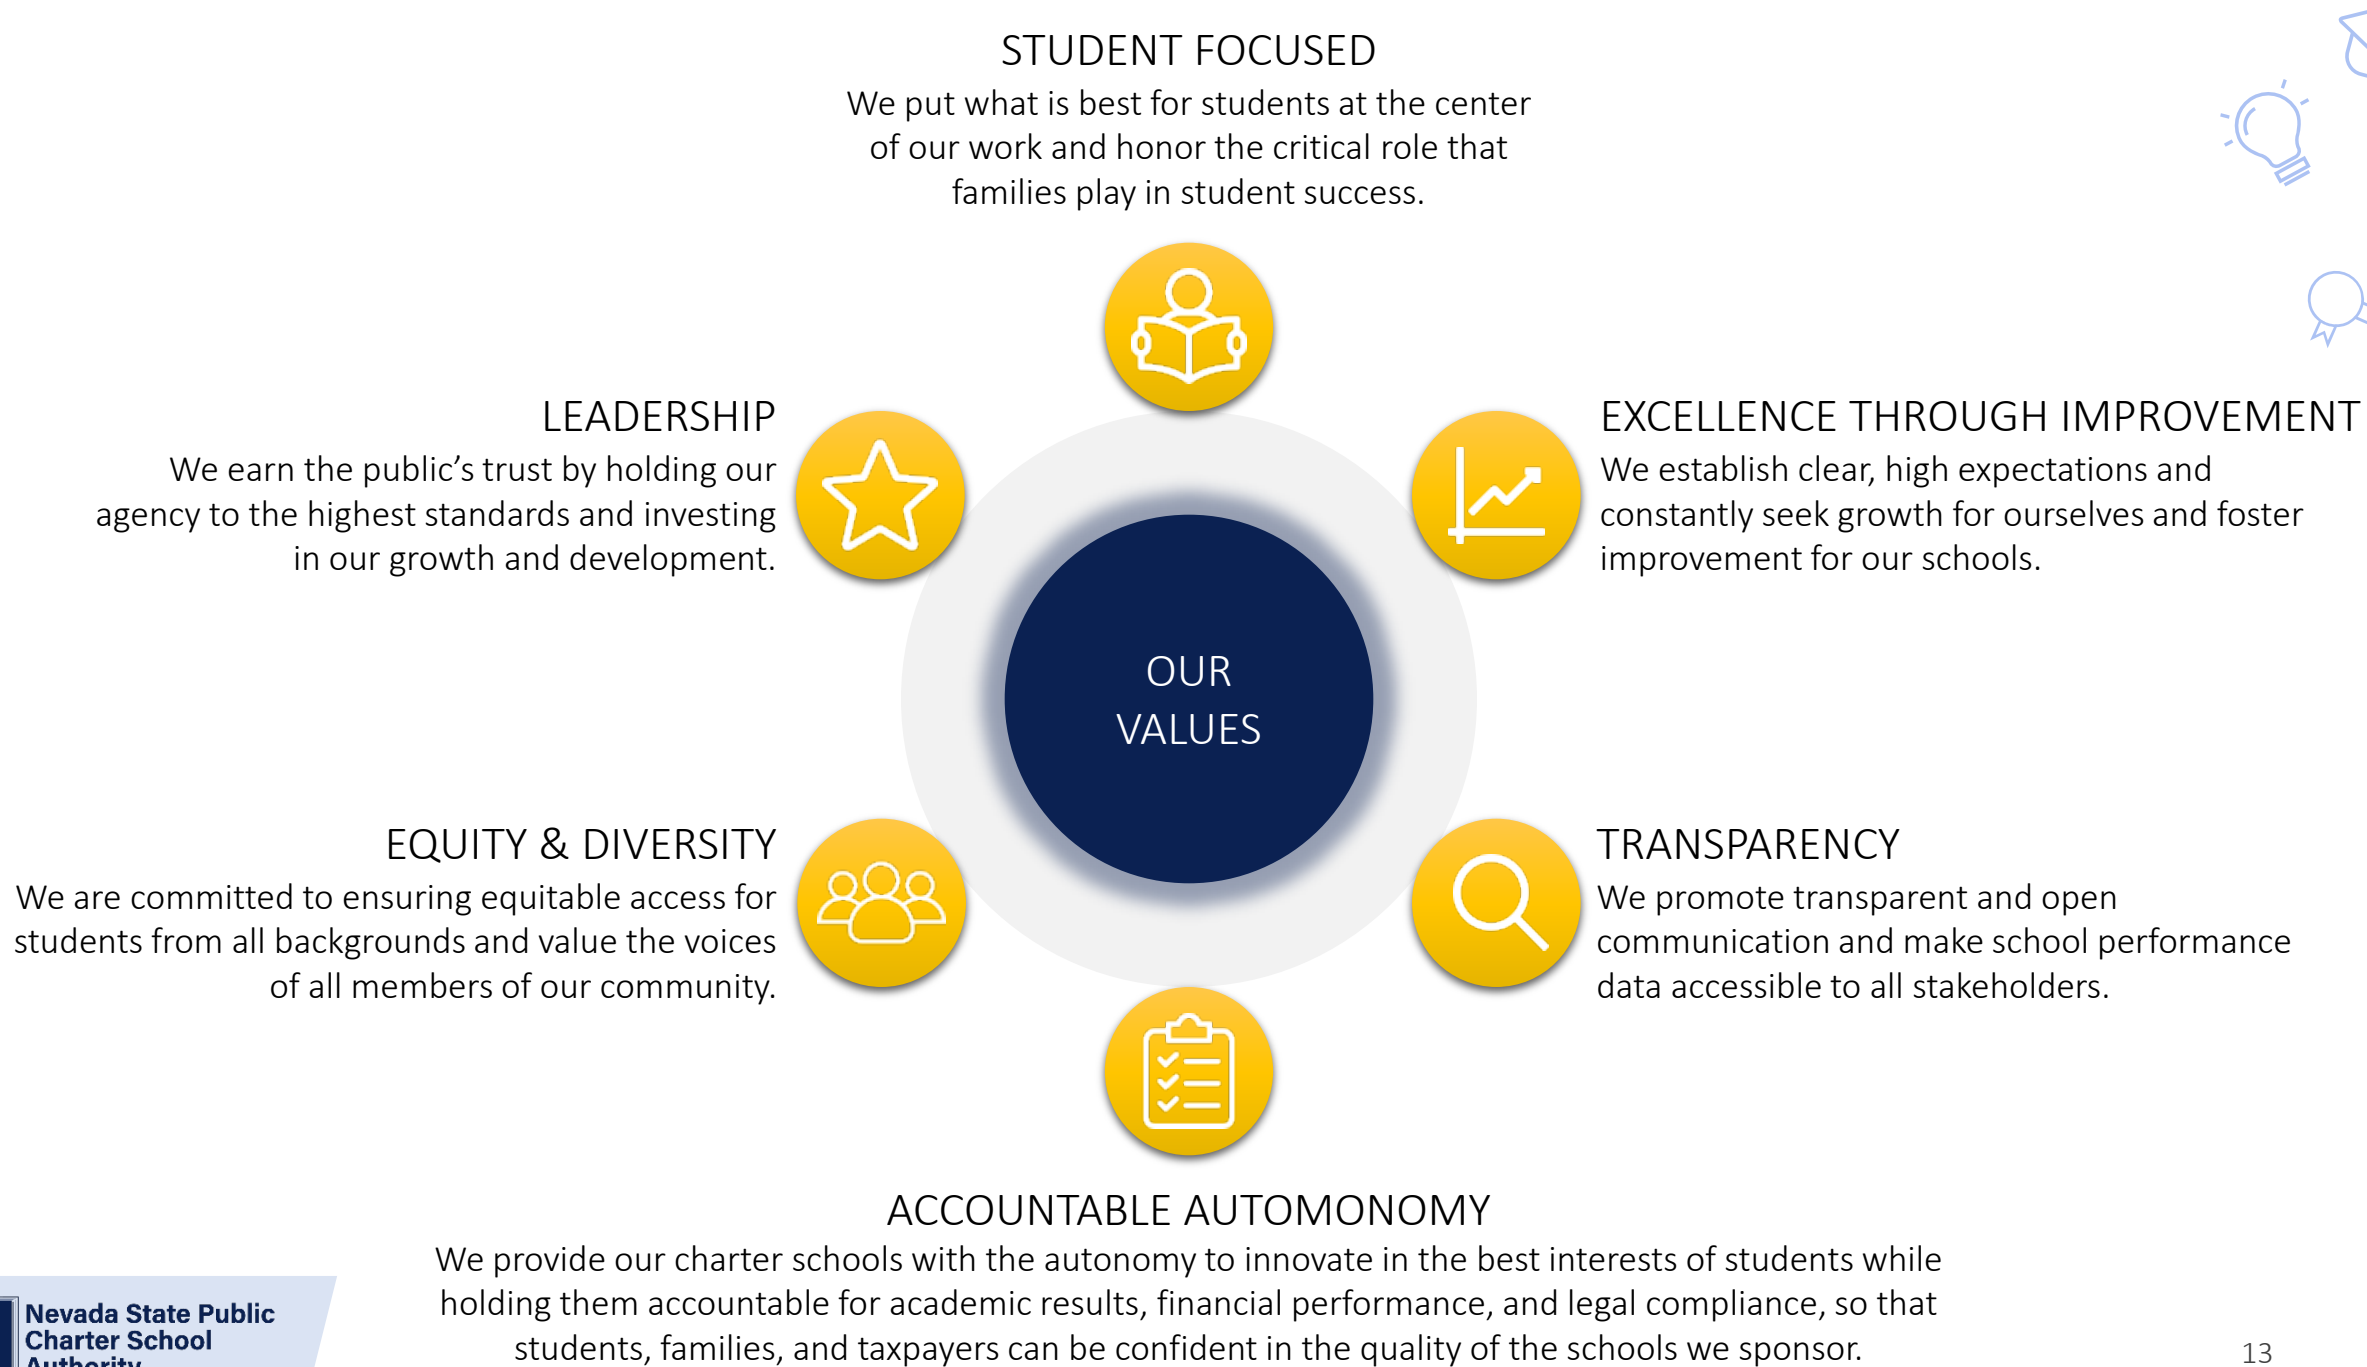 STUDENT FOCUSED
We put what is best for students at the center
of our work and honor the critical role that
families play in student success.
LEADERSHIP
We earn the public’s trust by holding our
agency to the highest standards and investing
in our growth and development.
EXCELLENCE THROUGH IMPROVEMENT
We establish clear, high expectations and
constantly seek growth for ourselves and foster
improvement for our schools.
OUR
VALUES
EQUITY & DIVERSITY
We are committed to ensuring equitable access for
students from all backgrounds and value the voices
of all members of our community.
TRANSPARENCY
We promote transparent and open
communication and make school performance
data accessible to all stakeholders.
ACCOUNTABLE AUTOMONOMY
We provide our charter schools with the autonomy to innovate in the best interests of students while
holding them accountable for academic results, financial performance, and legal compliance, so that
students, families, and taxpayers can be confident in the quality of the schools we sponsor.
Nevada State Public
Charter School
Authority
13